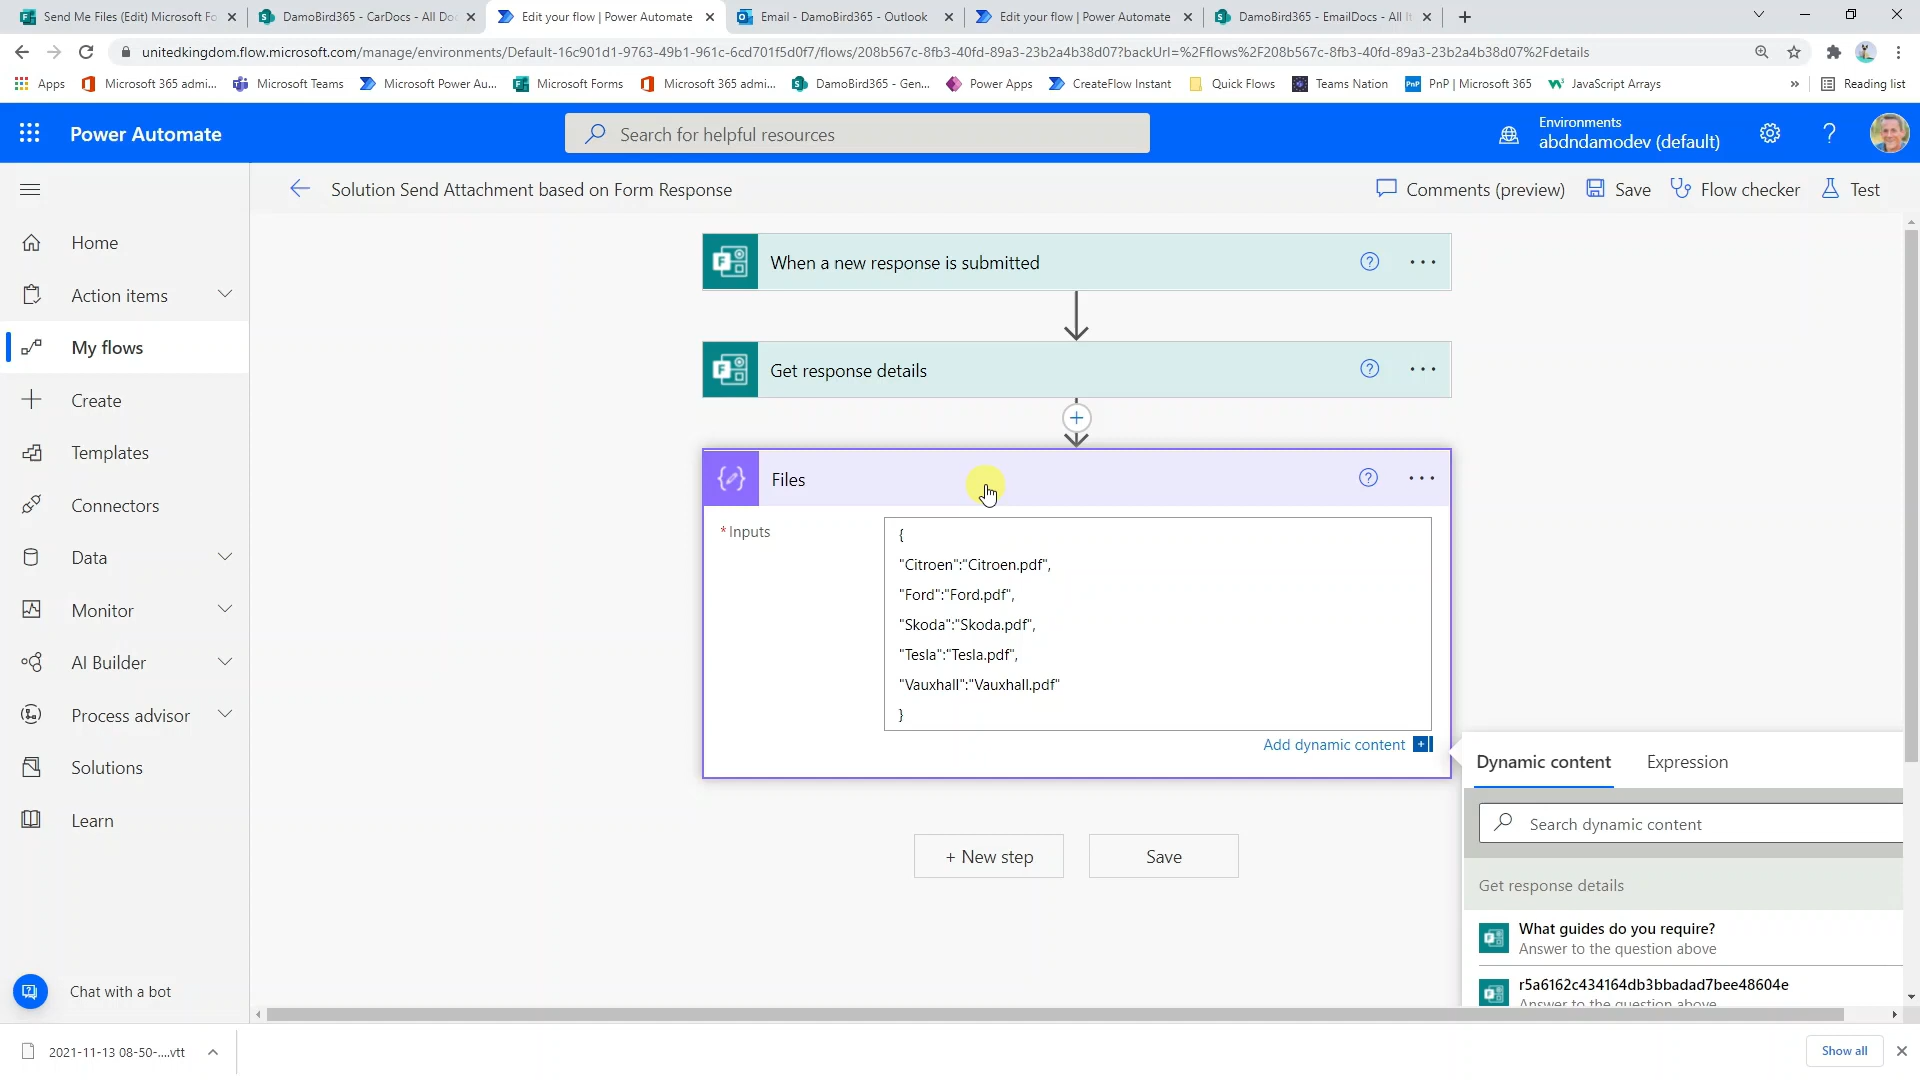 Send Me Files (Edit) Microsoft Fo
DamoBird365 - CarDocs - All Doc
Edit your flow | Power Automate
Email - DamoBird365 - Outlook
Edit your flow | Power Automate
DamoBird365 - EmailDocs - All It
unitedkingdom.flow.microsoft.com/manage/environments/Default-16c901d1-9763-49b1-961c-6cd701f5d0f7/flows/208b567c-8fb3-40fd-89a3-23b2a4b38d07?backUrl=%2Fflows%2F208b567c-8fb3-40fd-89a3-23b2a4b38d07%2Fdetails
Apps
Microsoft 365 admi...
Microsoft Teams
Microsoft Power Au...
Microsoft Forms
Microsoft 365 admi...
DamoBird365 - Gen...
Power Apps
CreateFlow Instant
Quick Flows
Teams Nation
PnP | Microsoft 365
JavaScript Arrays
»
Reading list
Power Automate
Search for helpful resources
Environments
abdndamodev (default)
Solution Send Attachment based on Form Response
Comments (preview)
Save
Flow checker
Test
Home
Action items
My flows
Create
Templates
Connectors
Data
Monitor
AI Builder
Process advisor
Solutions
Learn
Chat with a bot
When a new response is submitted
Get response details
Files
* Inputs
{
"Citroen":"Citroen.pdf",
"Ford":"Ford.pdf",
"Skoda":"Skoda.pdf",
"Tesla":"Tesla.pdf",
"Vauxhall":"Vauxhall.pdf"
}
Add dynamic content
+ New step
Save
Dynamic content
Expression
Search dynamic content
Get response details
What guides do you require?
Answer to the question above
r5a6162c434164db3bbadad7bee48604e
Answer to the question above
2021-11-13 08-50-....vtt
Show all